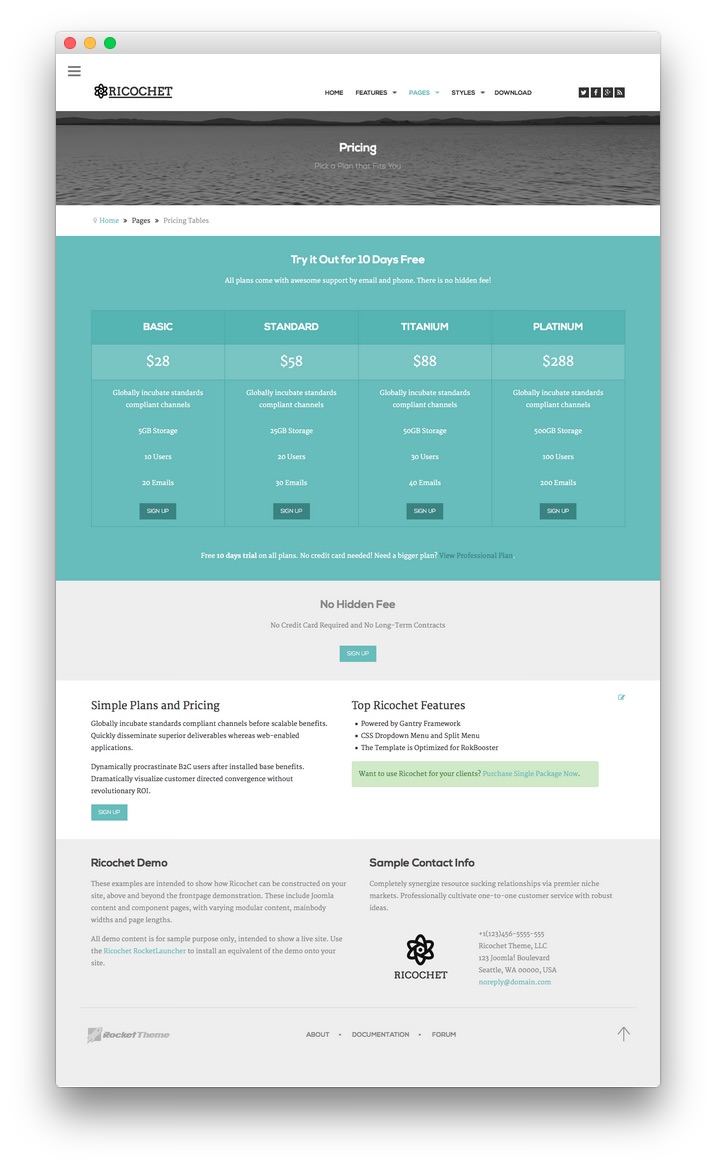 RICOCHET
HOME FEATURES PAGES STYLES DOWNLOAD
Pricing
Pick a Plan that Fits You
Home » Pages » Pricing Tables
Try it Out for 10 Days Free
All plans come with awesome support by email and phone. There is no hidden fee!
BASIC STANDARD TITANIUM PLATINUM
$28 $58 $88 $288
Globally incubate standards Globally incubate standards Globally incubate standards Globally incubate standards
compliant channels compliant channels compliant channels compliant channels
5GB Storage 25GB Storage 50GB Storage 500GB Storage
10 Users 20 Users 30 Users 100 Users
20 Emails 30 Emails 40 Emails 200 Emails
SIGN UP SIGN UP SIGN UP SIGN UP
Free 10 days trial on all plans. No credit card needed! Need a bigger plan? View Professional Plan.
No Hidden Fee
No Credit Card Required and No Long-Term Contracts
SIGN UP
Simple Plans and Pricing
Globally incubate standards compliant channels before scalable benefits.
Quickly disseminate superior deliverables whereas web-enabled
applications.
Dynamically procrastinate B2C users after installed base benefits.
Dramatically visualize customer directed convergence without
revolutionary ROI.
SIGN UP
Top Ricochet Features
• Powered by Gantry Framework
• CSS Dropdown Menu and Split Menu
• The Template is Optimized for RokBooster
Want to use Ricochet for your clients? Purchase Single Package Now.
Ricochet Demo
These examples are intended to show how Ricochet can be constructed on your
site, above and beyond the frontpage demonstration. These include Joomla
content and component pages, with varying modular content, mainbody
widths and page lengths.
All demo content is for sample purpose only, intended to show a live site. Use
the Ricochet RocketLauncher to install an equivalent of the demo onto your
site.
Sample Contact Info
Completely synergize resource sucking relationships via premier niche
markets. Professionally cultivate one-to-one customer service with robust
ideas.
RICOCHET
+1(123)456-5555-555
Ricochet Theme, LLC
123 Joomla! Boulevard
Seattle, WA 00000, USA
noreply@domain.com
RocketTheme
ABOUT • DOCUMENTATION • FORUM